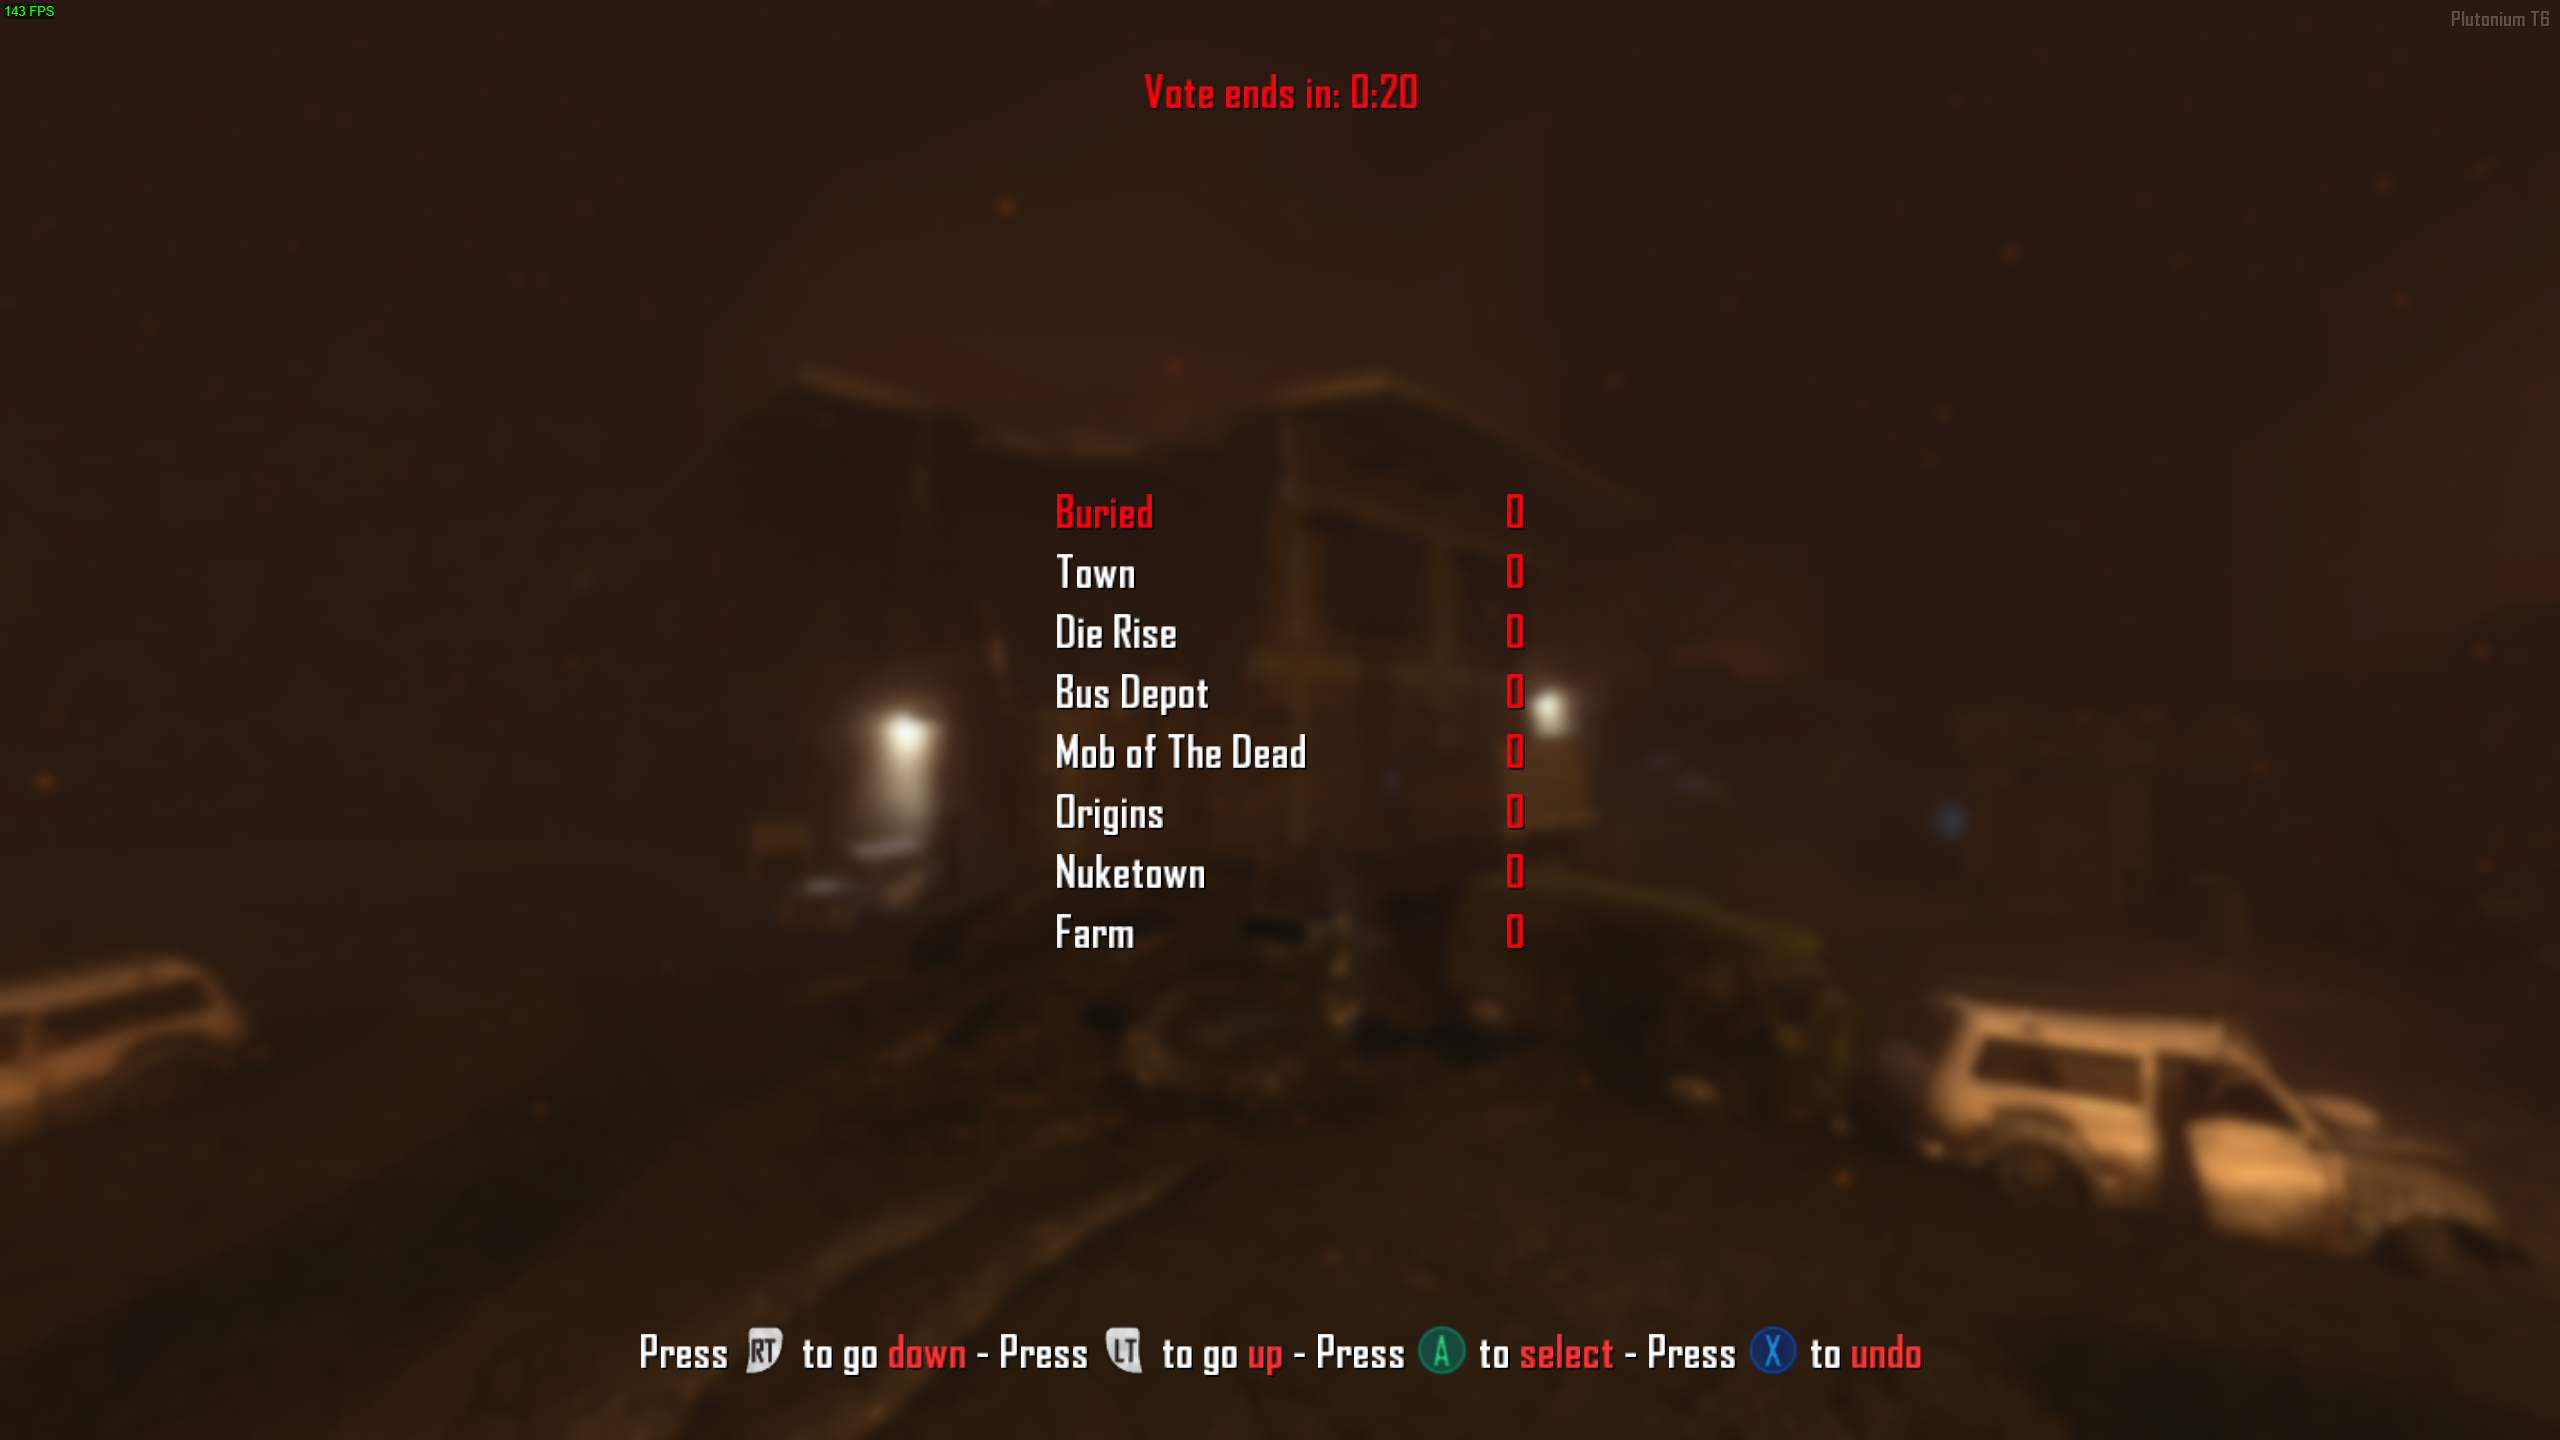 143 FPS
Plutonium T6
Vote ends in: 0:20
Buried 0
Town 0
Die Rise 0
Bus Depot 0
Mob of The Dead 0
Origins 0
Nuketown 0
Farm 0
Press RT to go down - Press LT to go up - Press A to select - Press X to undo